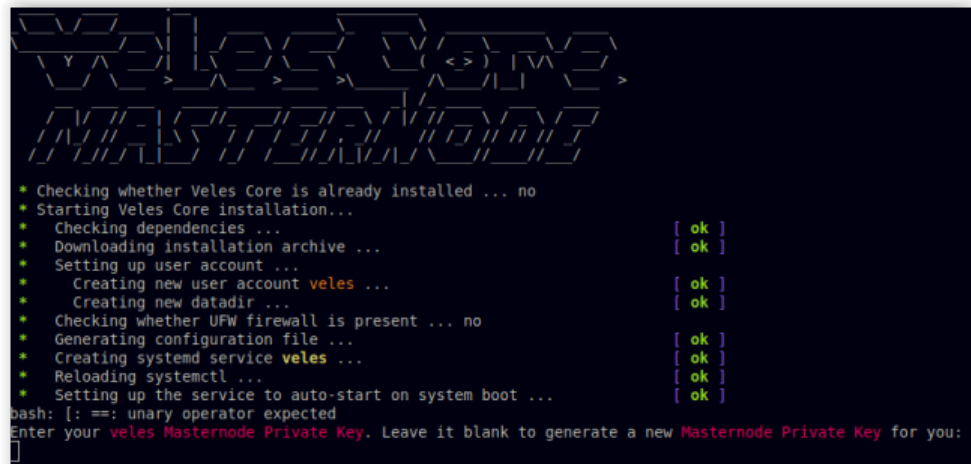 VelesCore
MASTERNODE
* Checking whether Veles Core is already installed ... no
* Starting Veles Core installation...
*   Checking dependencies ... [ ok ]
*   Downloading installation archive ... [ ok ]
*   Setting up user account ...
*     Creating new user account veles ... [ ok ]
*     Creating new datadir ... [ ok ]
*   Checking whether UFW firewall is present ... no
*   Generating configuration file ... [ ok ]
*   Creating systemd service veles ... [ ok ]
*   Reloading systemctl ... [ ok ]
*   Setting up the service to auto-start on system boot ... [ ok ]
bash: [: ==: unary operator expected
Enter your veles Masternode Private Key. Leave it blank to generate a new Masternode Private Key for you: